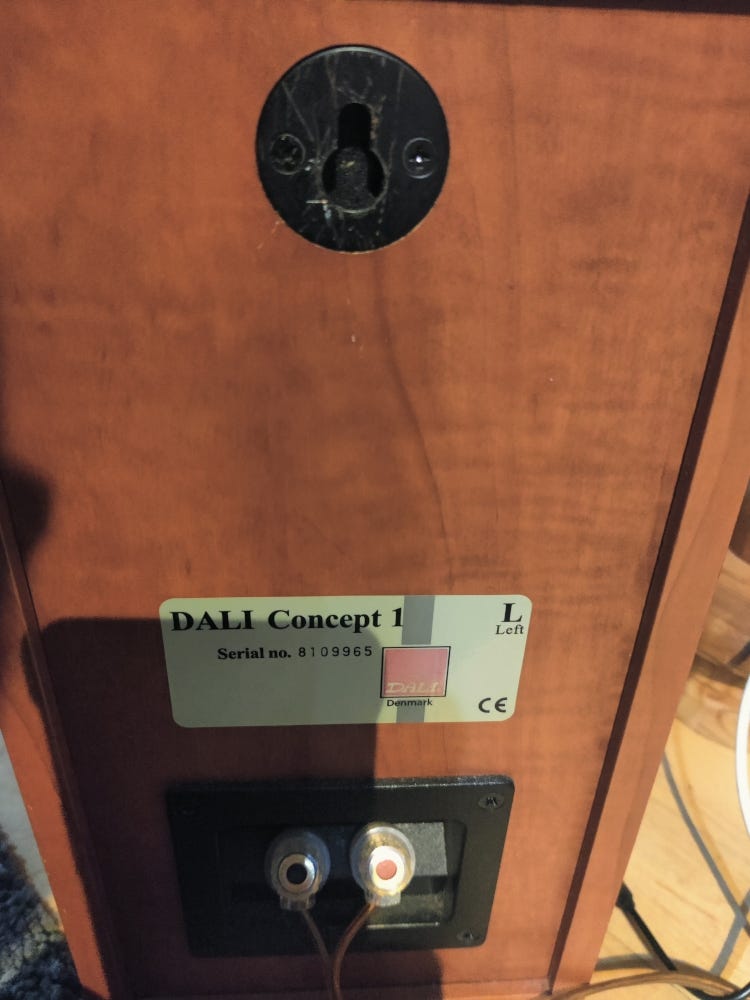 DALI Concept 1
L
Left
Serial no. 8109965
DALI
Denmark
CE